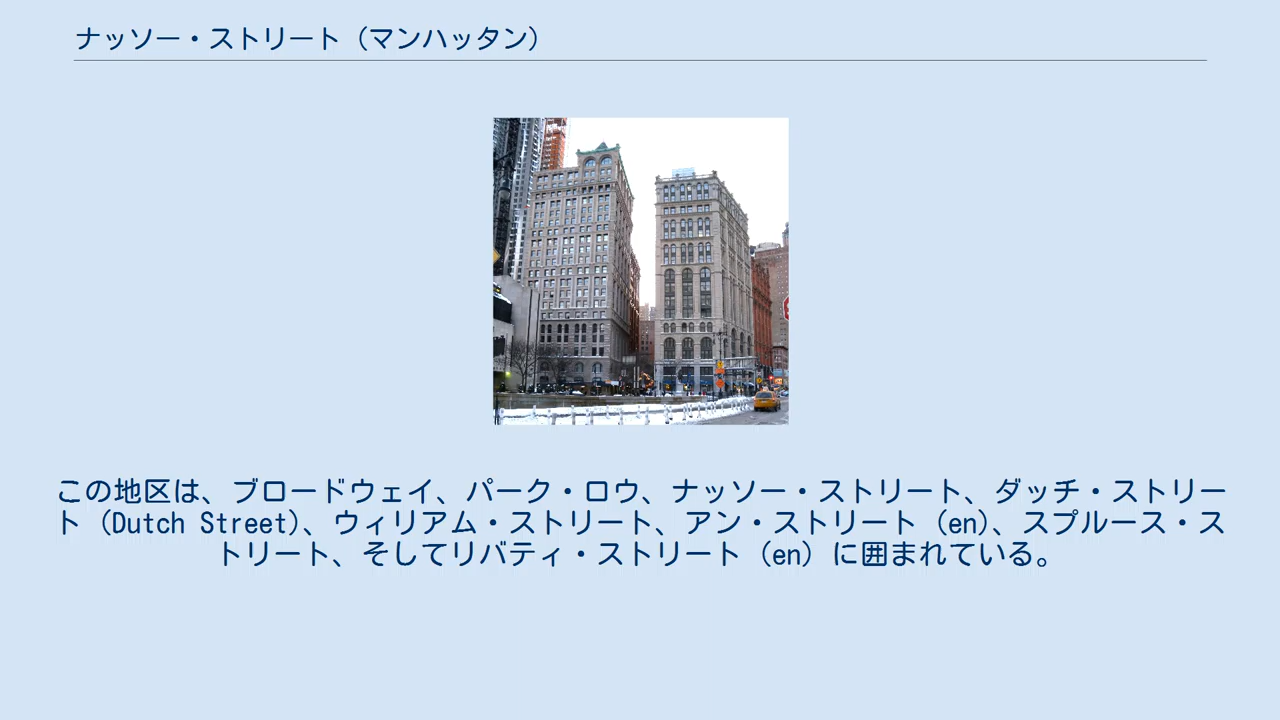 ナッソー・ストリート（マンハッタン）
この地区は、ブロードウェイ、パーク・ロウ、ナッソー・ストリート、ダッチ・ストリー
ト（Dutch Street)、ウィリアム・ストリート、アン・ストリート（en)、スプルース・ス
トリート、そしてリバティ・ストリート（en）に囲まれている。